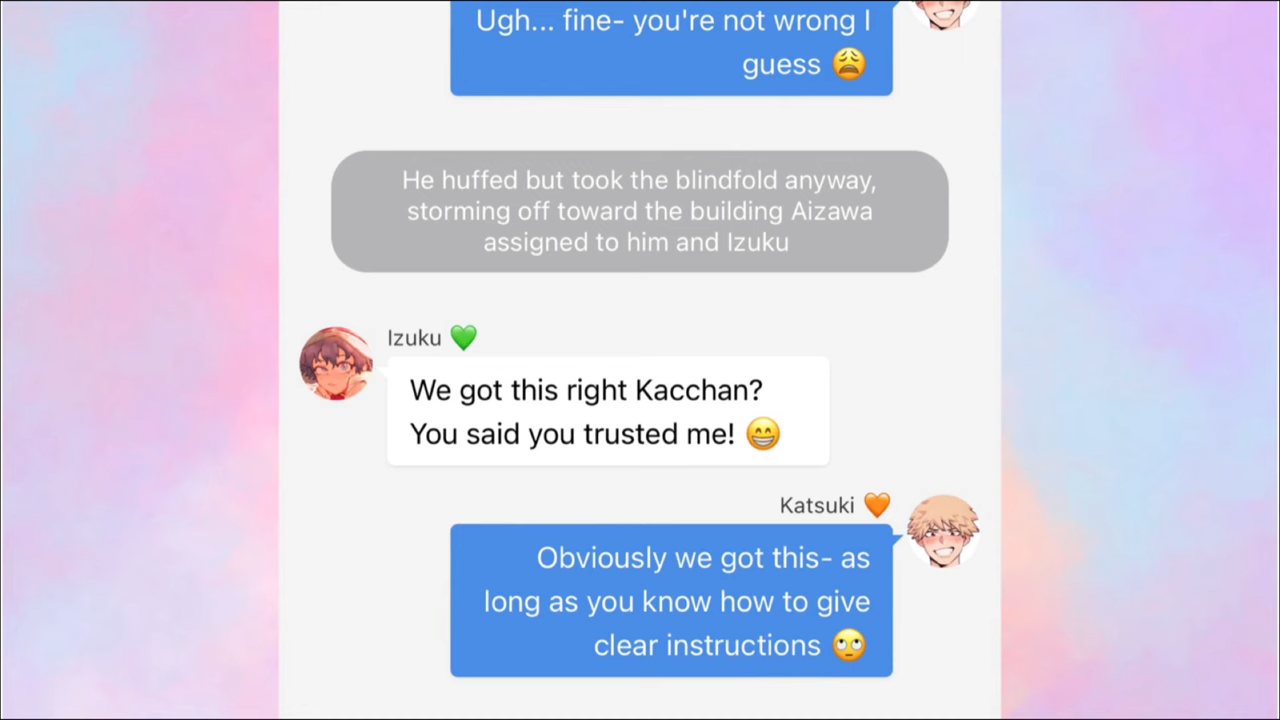 Ugh... fine- you're not wrong I
guess 😩
He huffed but took the blindfold anyway,
storming off toward the building Aizawa
assigned to him and Izuku
Izuku 💚
We got this right Kacchan?
You said you trusted me! 😁
Katsuki 🧡
Obviously we got this- as
long as you know how to give
clear instructions 🙄